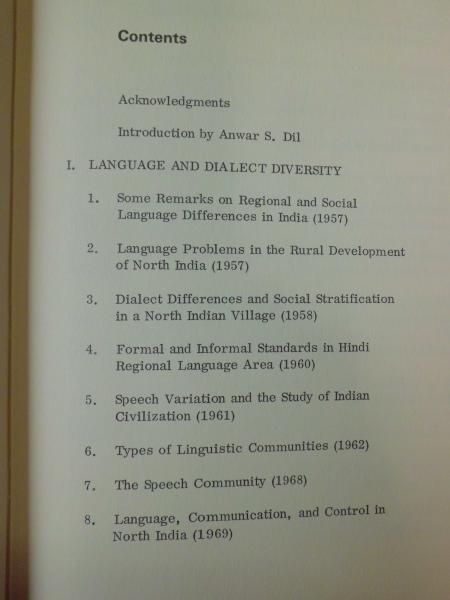 Contents
Acknowledgments
Introduction by Anwar S. Dil
I. LANGUAGE AND DIALECT DIVERSITY
1. Some Remarks on Regional and Social
Language Differences in India (1957)
2. Language Problems in the Rural Development
of North India (1957)
3. Dialect Differences and Social Stratification
in a North Indian Village (1958)
4. Formal and Informal Standards in Hindi
Regional Language Area (1960)
5. Speech Variation and the Study of Indian
Civilization (1961)
6. Types of Linguistic Communities (1962)
7. The Speech Community (1968)
8. Language, Communication, and Control in
North India (1969)